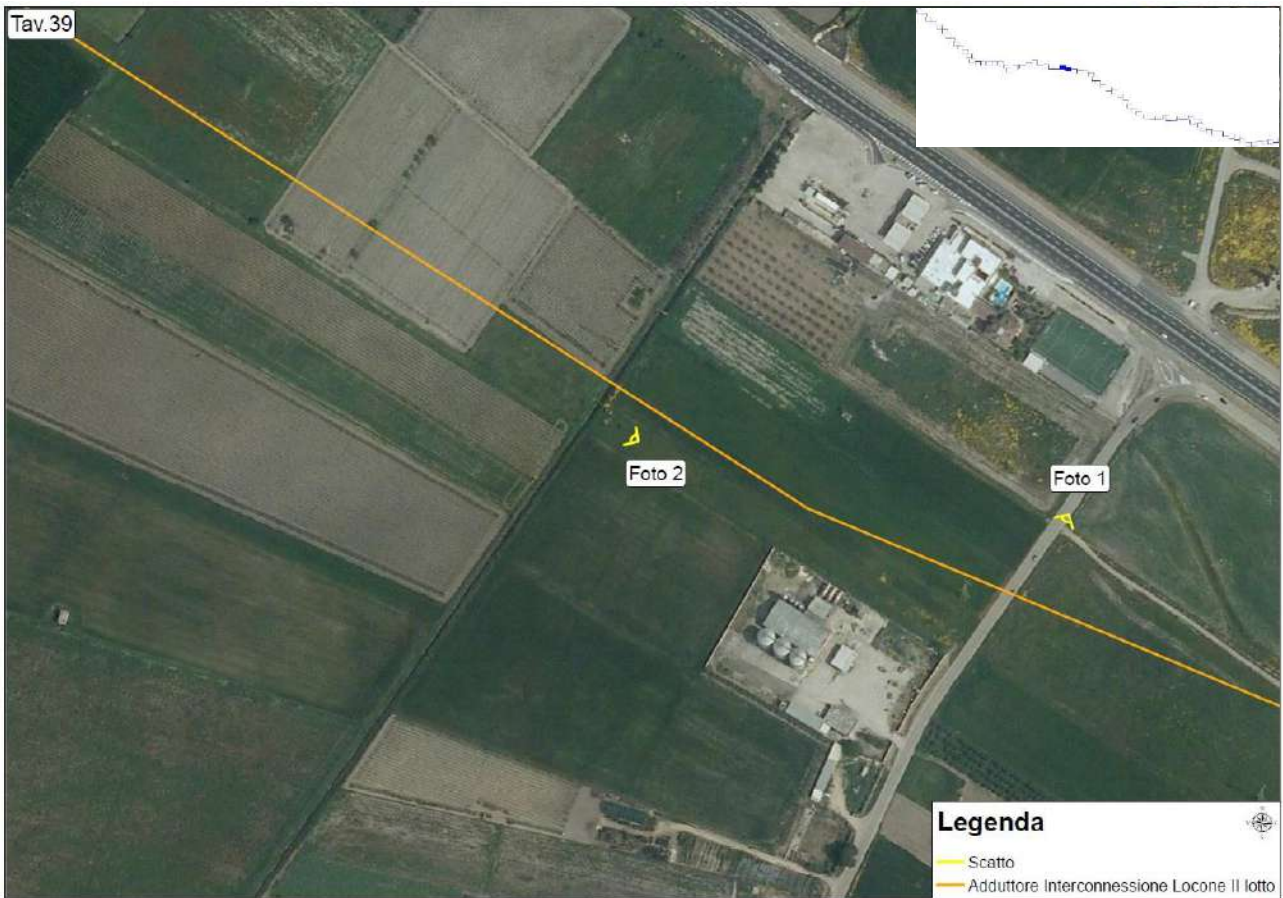 Tav.39
Foto 2
Foto 1
Legenda
Scatto
Adduttore Interconnessione Locone II lotto